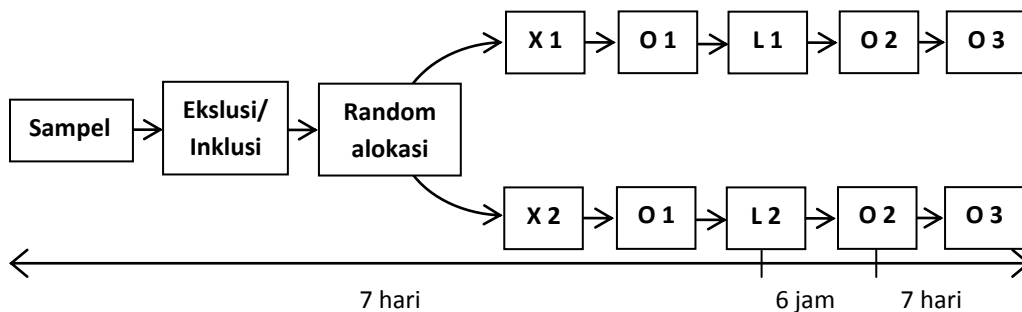 X 1
O 1
L 1
O 2
O 3
Sampel
Ekslusi/
Inklusi
Random
alokasi
X 2
O 1
L 2
O 2
O 3
7 hari
6 jam
7 hari